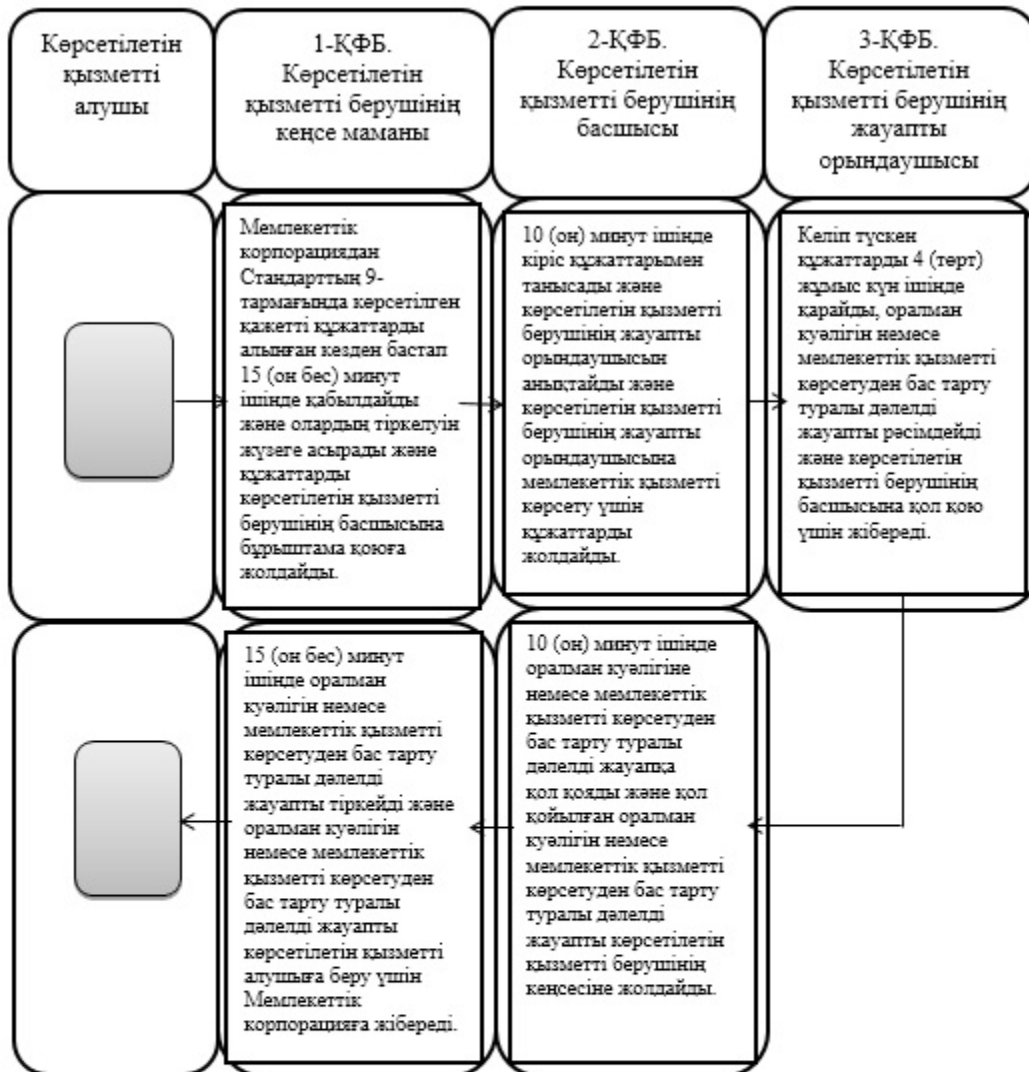 Көрсетілетін
қызметті
алушы
1-ҚФБ.
Көрсетілетін
қызметті берушінің
кеңсе маманы
2-ҚФБ.
Көрсетілетін
қызметті берушінің
басшысы
3-ҚФБ.
Көрсетілетін
қызметті берушінің
жауапты
орындаушысы
Мемлекеттік
корпорациядан
Стандарттың 9-
тармағында көрсетілген
қажетті құжаттарды
алынған кезден бастап
15 (он бес) минут
ішінде қабылдайды
және олардың тіркелуін
жүзеге асырады және
құжаттарды
көрсетілетін қызметті
берушінің басшысына
бұрыштама қоюға
жолдайды.
10 (он) минут ішінде
кіріс құжаттарымен
танысады және
көрсетілетін қызметті
берушінің жауапты
орындаушысын
анықтайды және
көрсетілетін қызметті
берушінің жауапты
орындаушысына
мемлекеттік қызметті
көрсету үшін
құжаттарды
жолдайды.
Келіп түскен
құжаттарды 4 (төрт)
жұмыс күн ішінде
қарайды, оралман
куәлігін немесе
мемлекеттік қызметті
көрсетуден бас тарту
туралы дәлелді
жауапты рәсімдейді
және көрсетілетін
қызметті берушінің
басшысына қол қою
үшін жібереді.
15 (он бес) минут
ішінде оралман
куәлігін немесе
мемлекеттік қызметті
көрсетуден бас тарту
туралы дәлелді
жауапты тіркейді және
оралман куәлігін
немесе мемлекеттік
қызметті көрсетуден
бас тарту туралы
дәлелді жауапты
көрсетілетін қызметті
алушыға беру үшін
Мемлекеттік
корпорацияға жібереді.
10 (он) минут ішінде
оралман куәлігіне
немесе мемлекеттік
қызметті көрсетуден
бас тарту туралы
дәлелді жауапқа
қол қояды және қол
қойылған оралман
куәлігін немесе
мемлекеттік қызметті
көрсетуден бас тарту
туралы дәлелді
жауапты көрсетілетін
қызметті берушінің
кеңсесіне жолдайды.